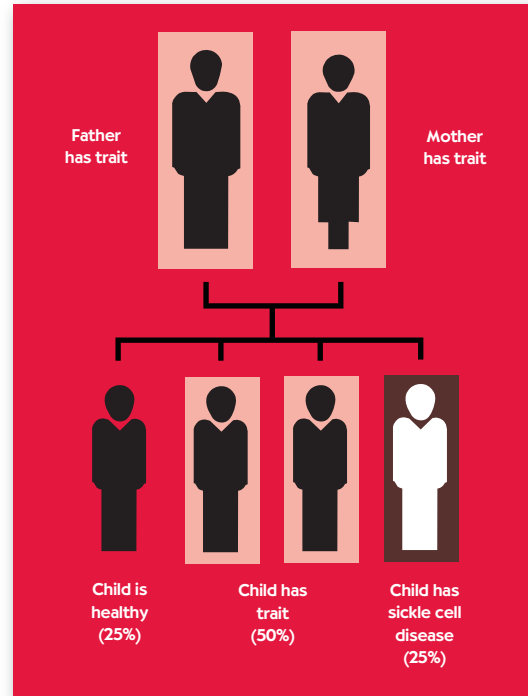 Father
has trait
Mother
has trait
Child is
healthy
(25%)
Child has
trait
(50%)
Child has
sickle cell
disease
(25%)